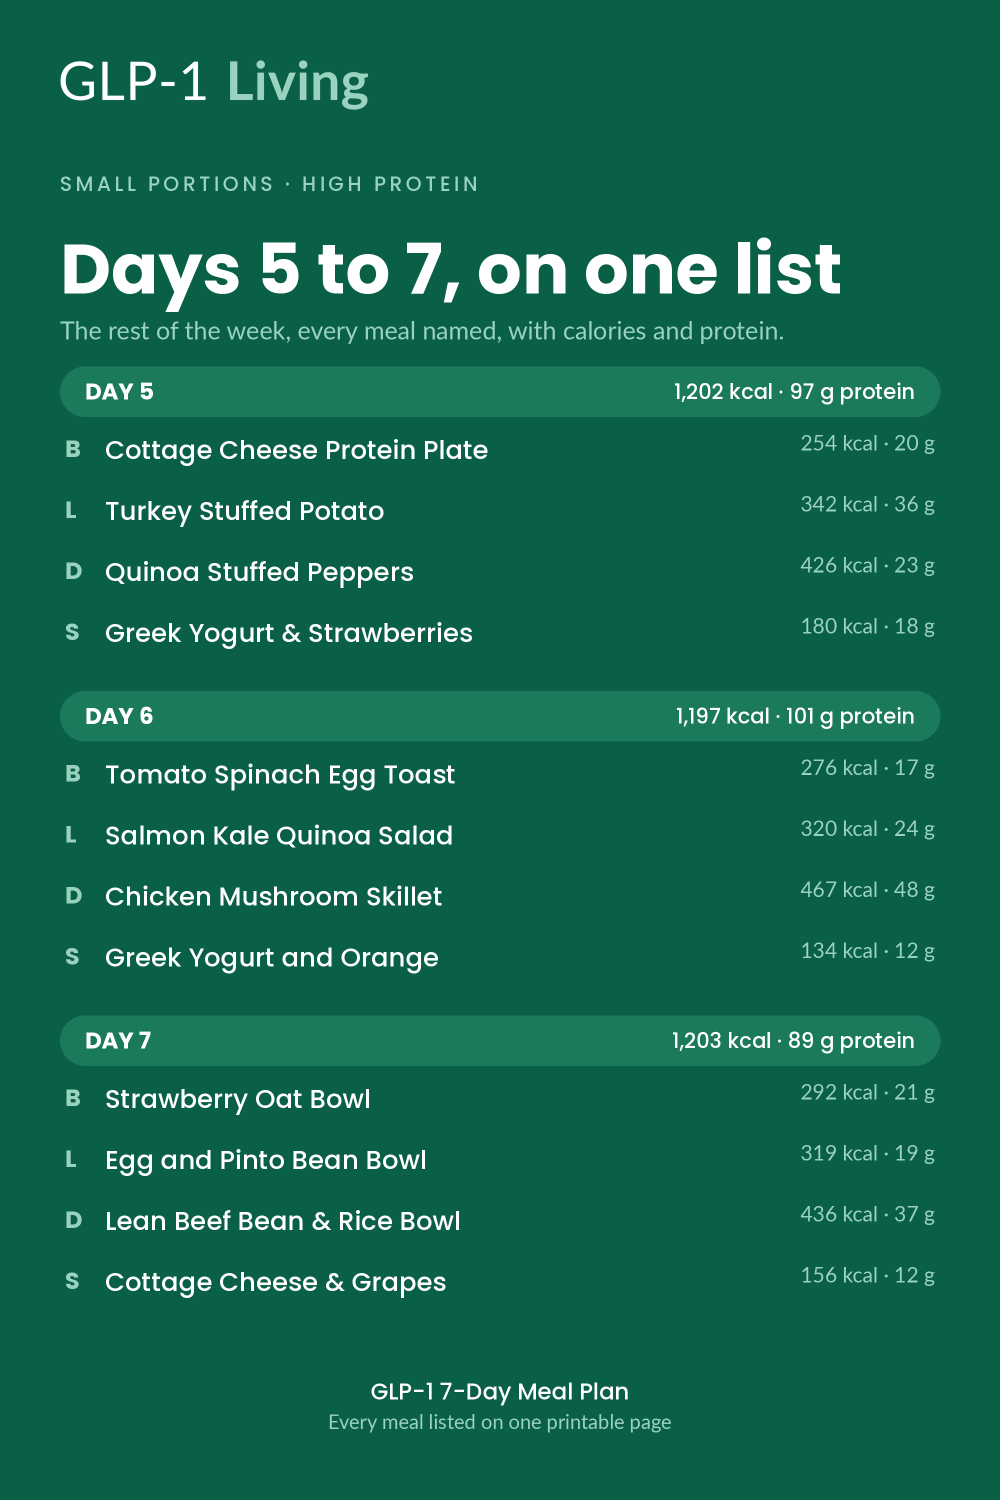 GLP-1 Living
SMALL PORTIONS · HIGH PROTEIN
Days 5 to 7, on one list
The rest of the week, every meal named, with calories and protein.
DAY 5 1,202 kcal · 97 g protein
B Cottage Cheese Protein Plate 254 kcal · 20 g
L Turkey Stuffed Potato 342 kcal · 36 g
D Quinoa Stuffed Peppers 426 kcal · 23 g
S Greek Yogurt & Strawberries 180 kcal · 18 g
DAY 6 1,197 kcal · 101 g protein
B Tomato Spinach Egg Toast 276 kcal · 17 g
L Salmon Kale Quinoa Salad 320 kcal · 24 g
D Chicken Mushroom Skillet 467 kcal · 48 g
S Greek Yogurt and Orange 134 kcal · 12 g
DAY 7 1,203 kcal · 89 g protein
B Strawberry Oat Bowl 292 kcal · 21 g
L Egg and Pinto Bean Bowl 319 kcal · 19 g
D Lean Beef Bean & Rice Bowl 436 kcal · 37 g
S Cottage Cheese & Grapes 156 kcal · 12 g
GLP-1 7-Day Meal Plan
Every meal listed on one printable page